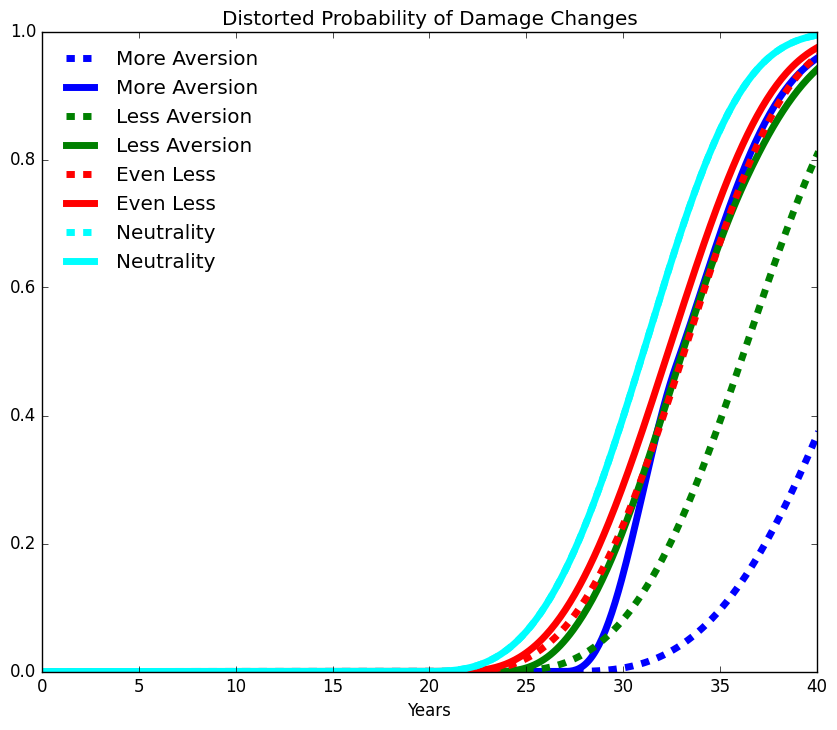 Distorted Probability of Damage Changes
1.0
0.8
0.6
0.4
0.2
0.0
More Aversion
More Aversion
Less Aversion
Less Aversion
Even Less
Even Less
Neutrality
Neutrality
0 5 10 15 20 25 30 35 40
Years